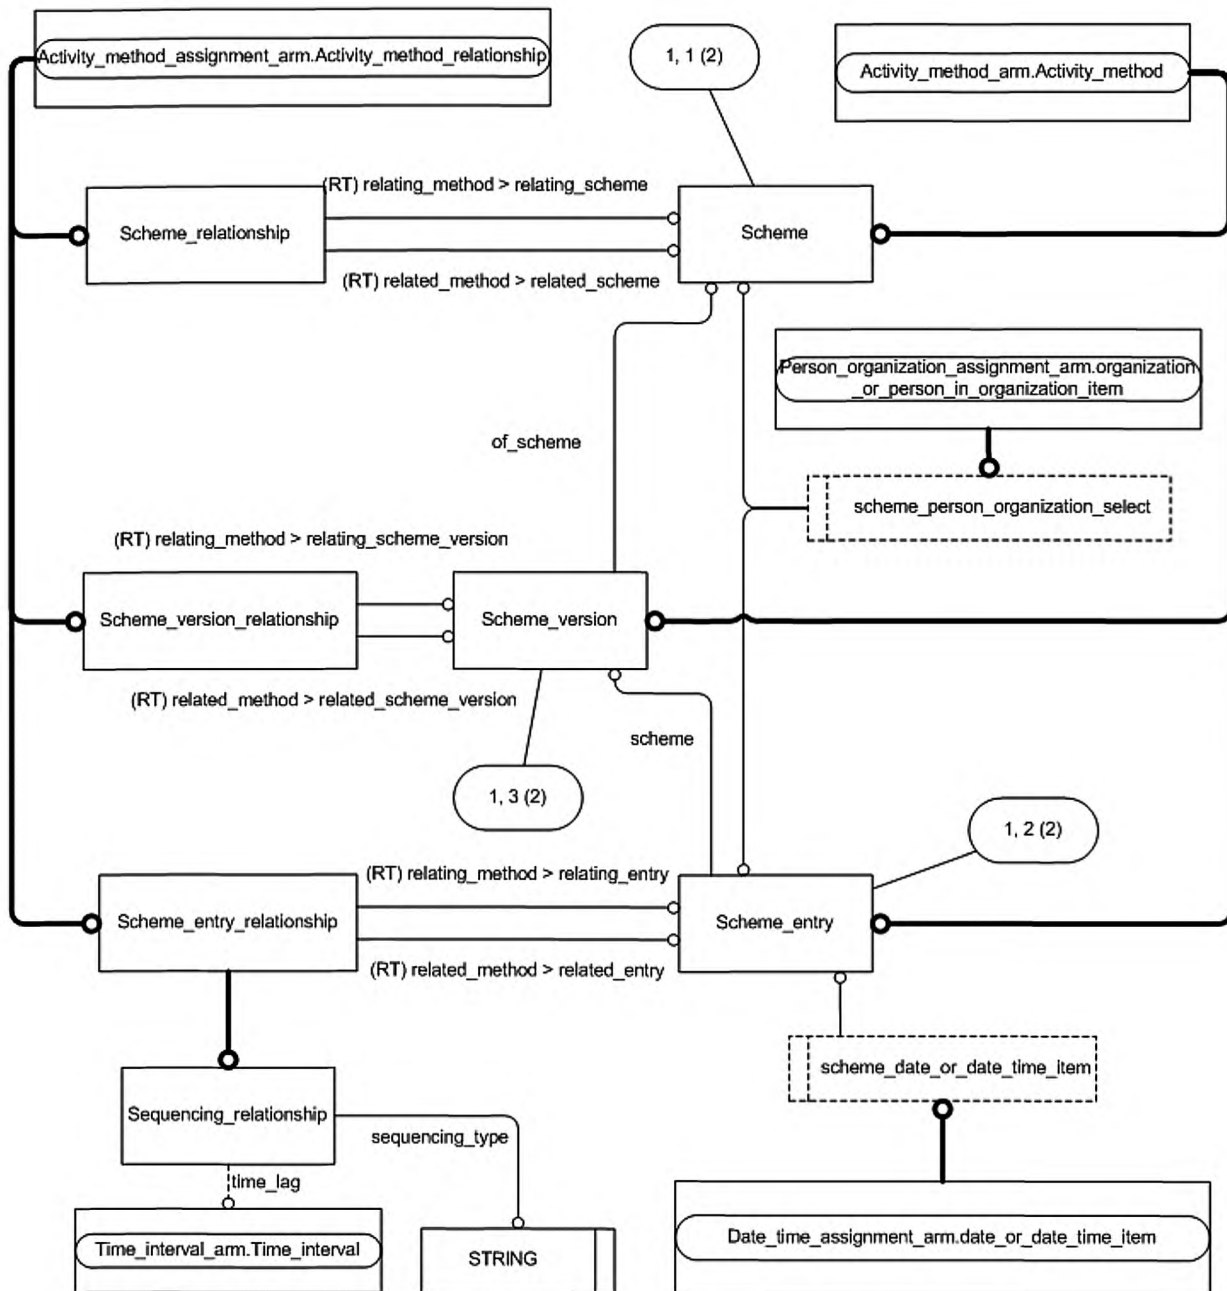 Activity_method_assignment_arm.Activity_method_relationship
1, 1 (2)
Activity_method_arm.Activity_method
(RT) relating_method > relating_scheme
Scheme_relationship
Scheme
(RT) related_method > related_scheme
Person_organization_assignment_arm.organization
_or_person_in_organization_item
of_scheme
scheme_person_organization_select
(RT) relating_method > relating_scheme_version
Scheme_version_relationship
Scheme_version
(RT) related_method > related_scheme_version
scheme
1, 3 (2)
1, 2 (2)
(RT) relating_method > relating_entry
Scheme_entry_relationship
Scheme_entry
(RT) related_method > related_entry
scheme_date_or_date_time_item
Sequencing_relationship
sequencing_type
time_lag
Time_interval_arm.Time_interval
STRING
Date_time_assignment_arm.date_or_date_time_item